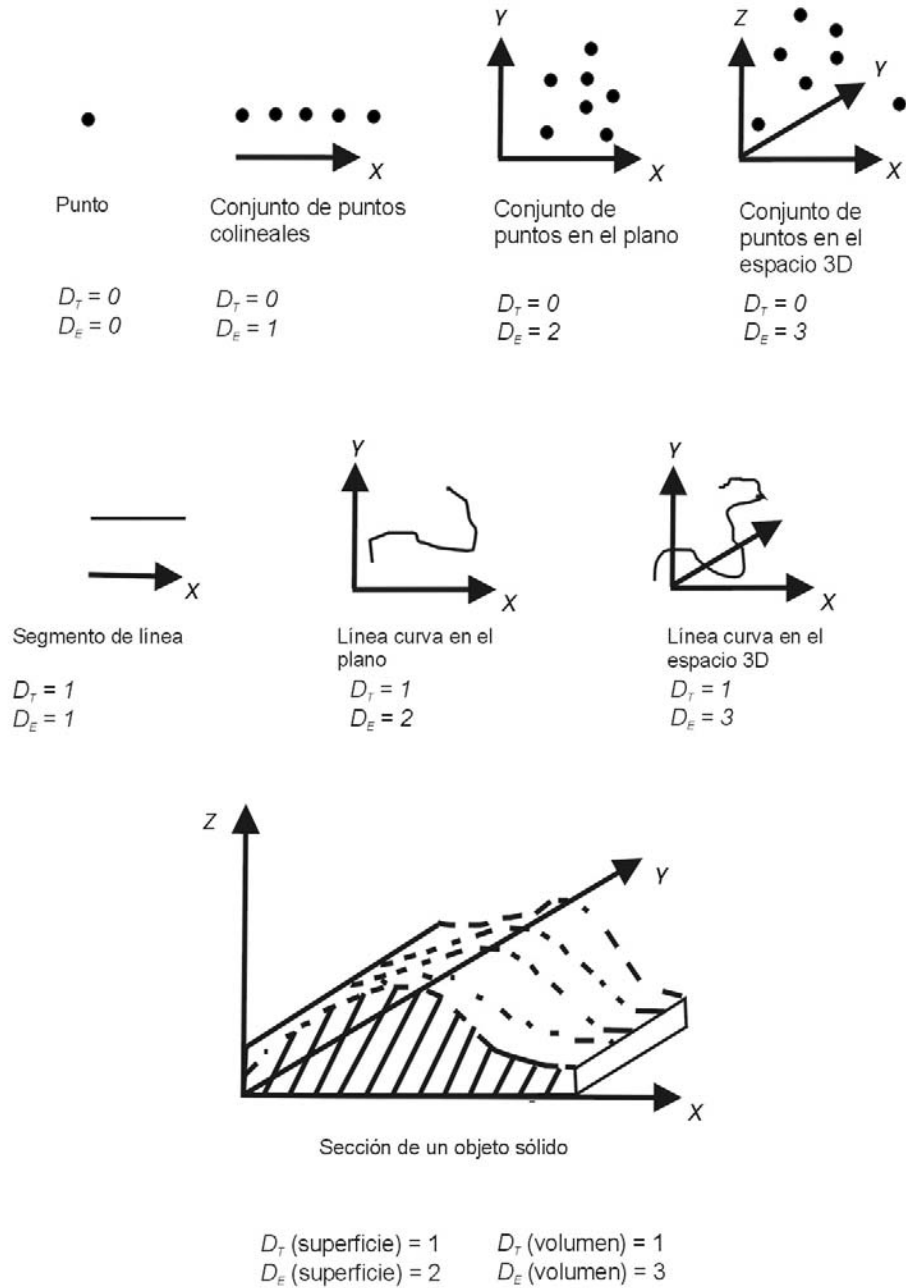 Y
Z
Y
X
X
X
Punto
Conjunto de puntos
colineales
Conjunto de
puntos en el plano
Conjunto de
puntos en el
espacio 3D
D_T = 0
D_E = 0
D_T = 0
D_E = 1
D_T = 0
D_E = 2
D_T = 0
D_E = 3
Y
Y
X
X
X
Segmento de línea
Línea curva en el
plano
Línea curva en el
espacio 3D
D_T = 1
D_E = 1
D_T = 1
D_E = 2
D_T = 1
D_E = 3
Z
Y
X
Sección de un objeto sólido
D_T (superficie) = 1
D_E (superficie) = 2
D_T (volumen) = 1
D_E (volumen) = 3